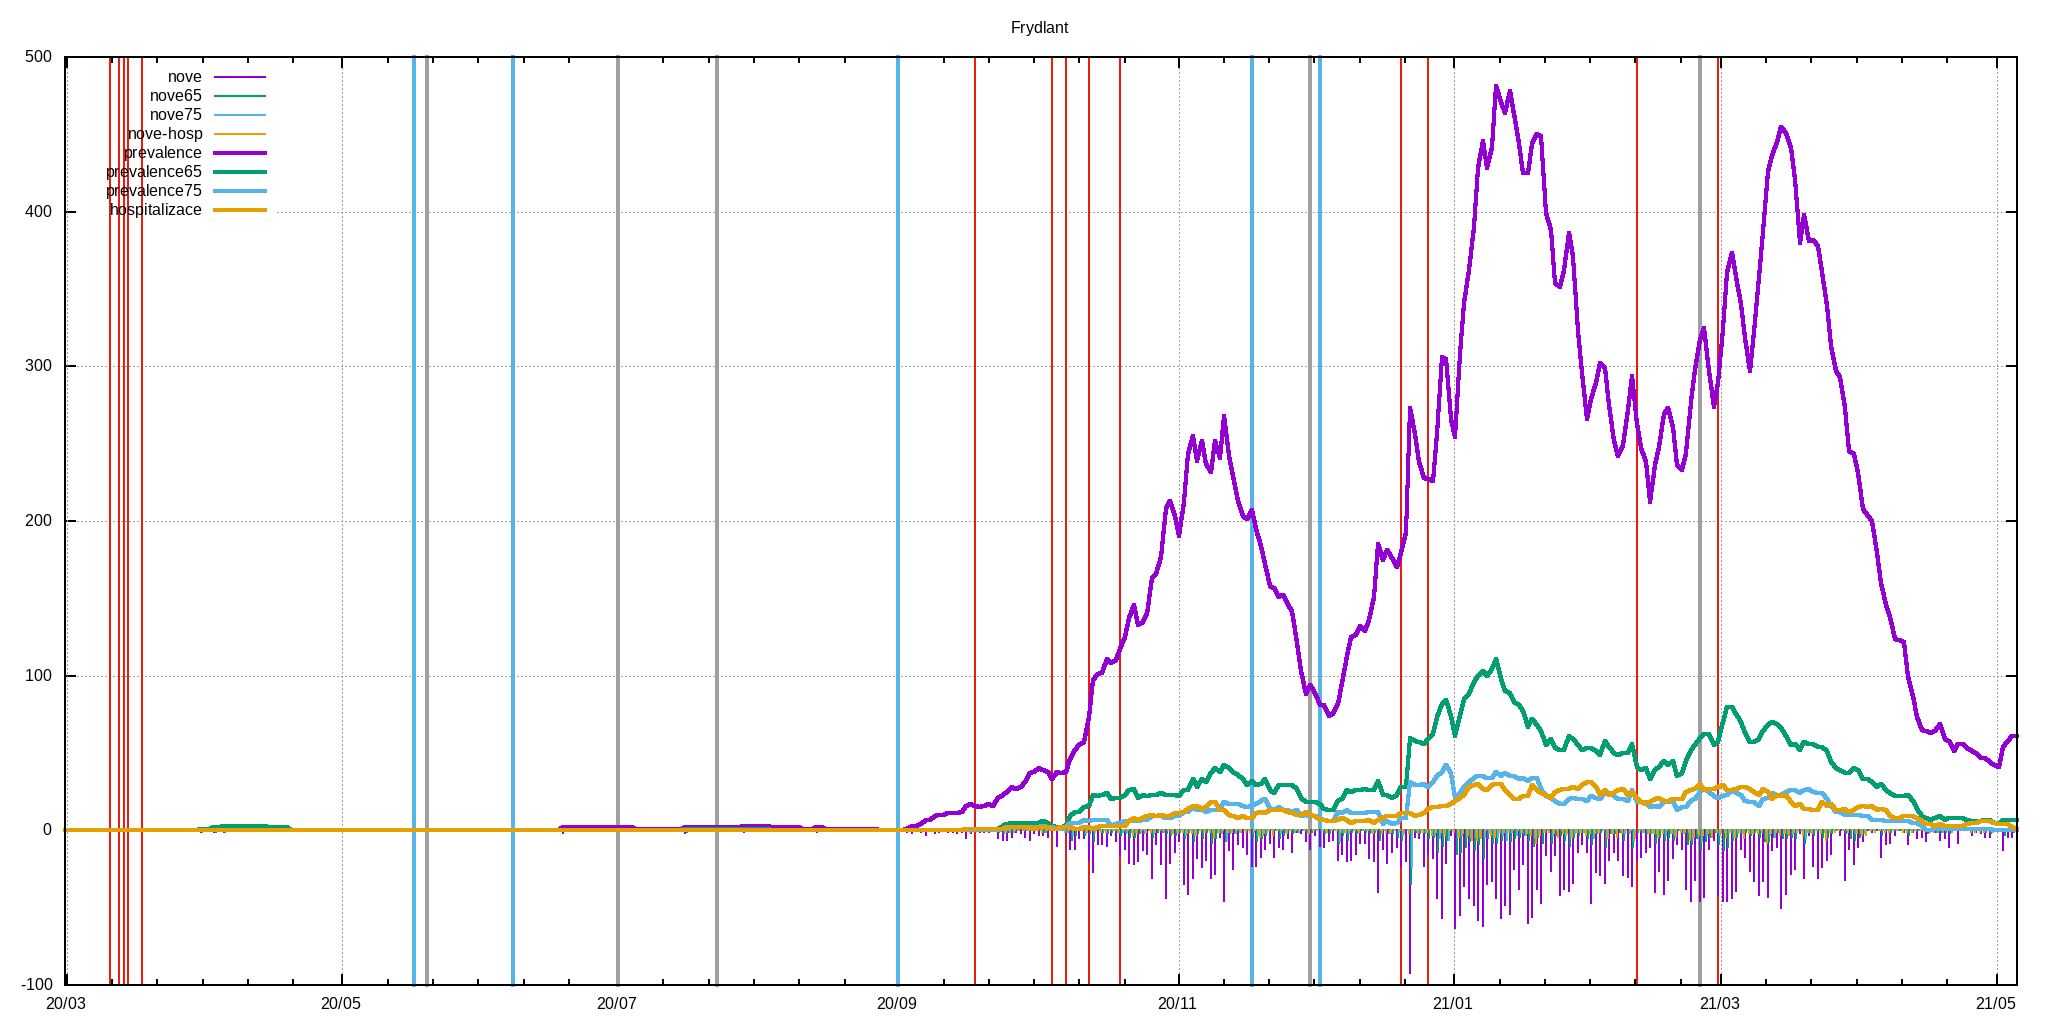 Frydlant
500
nove
nove65
nove75
nove-hosp
prevalence
prevalence65
prevalence75
hospitalizace
400
300
200
100
0
-100
20/03 20/05 20/07 20/09 20/11 21/01 21/03 21/05